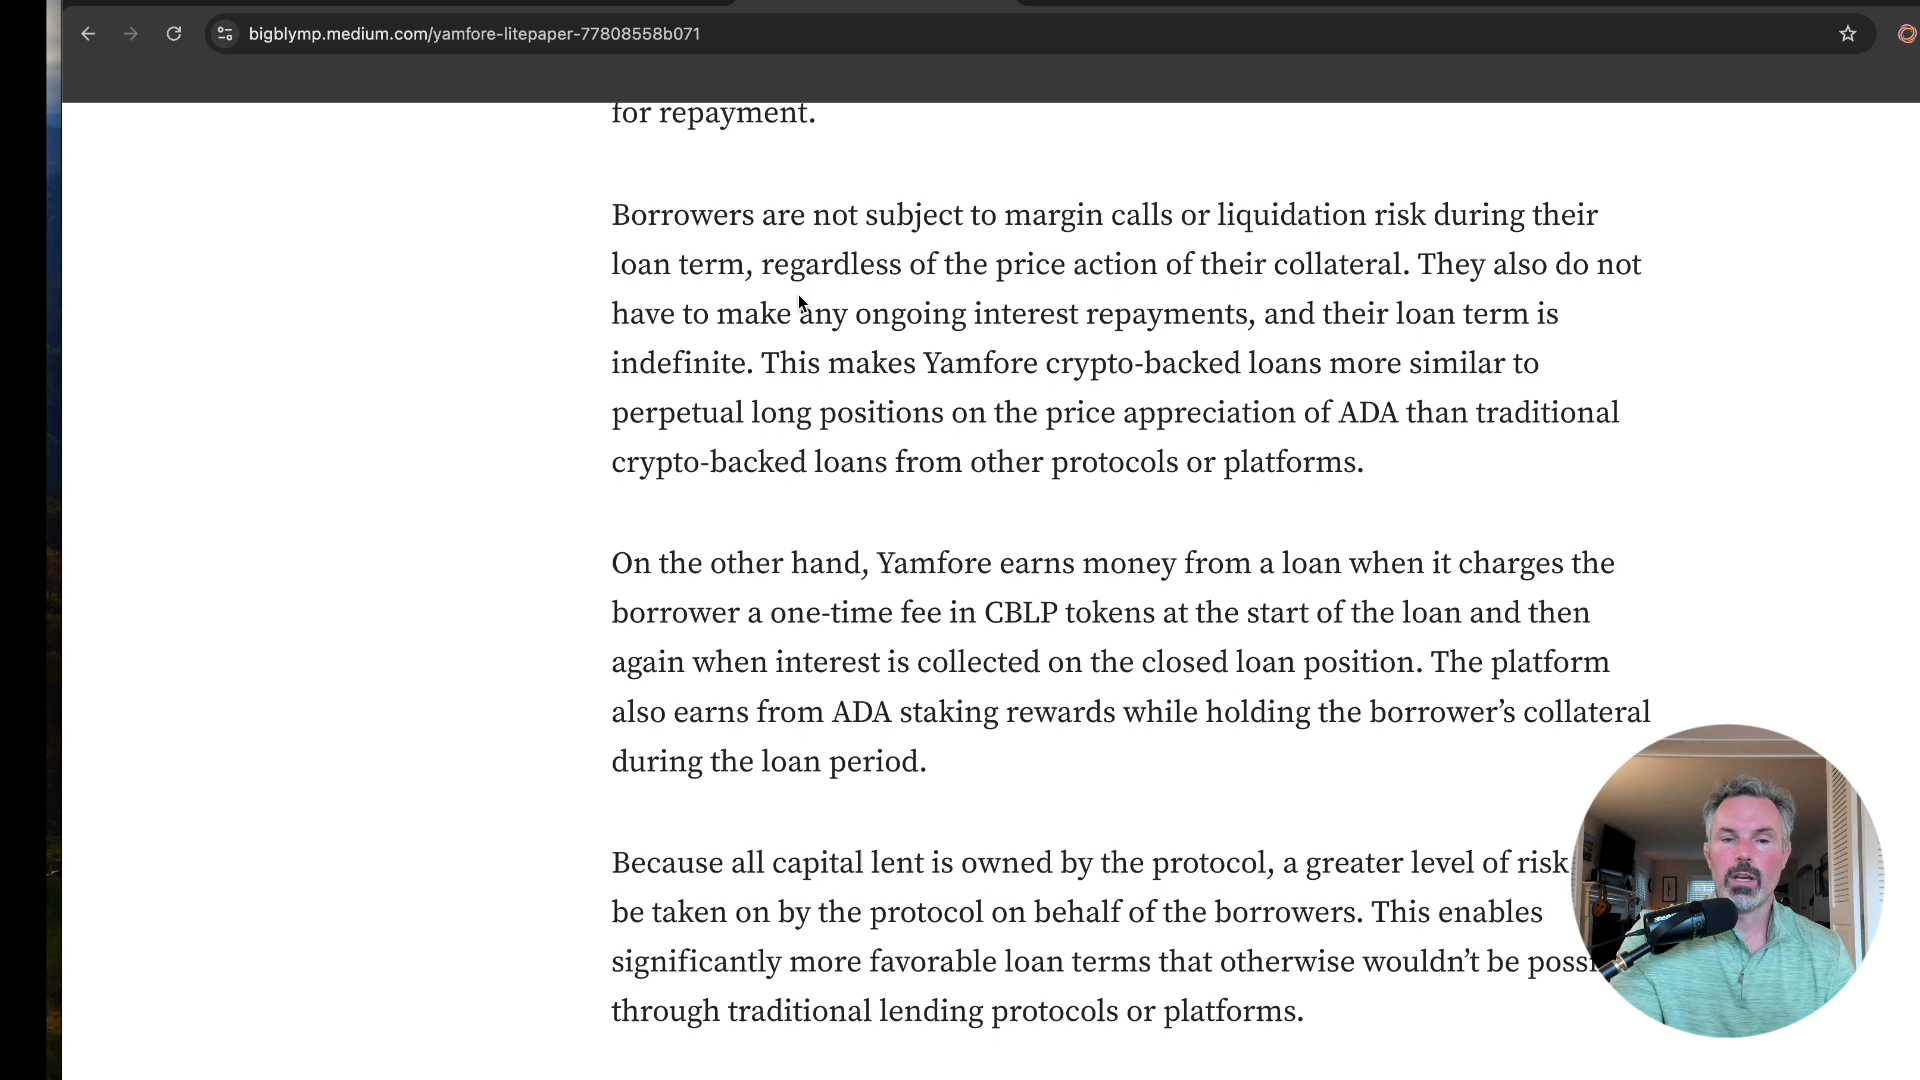 bigblymp.medium.com/yamfore-litepaper-77808558b071
for repayment.
Borrowers are not subject to margin calls or liquidation risk during their
loan term, regardless of the price action of their collateral. They also do not
have to make any ongoing interest repayments, and their loan term is
indefinite. This makes Yamfore crypto-backed loans more similar to
perpetual long positions on the price appreciation of ADA than traditional
crypto-backed loans from other protocols or platforms.
On the other hand, Yamfore earns money from a loan when it charges the
borrower a one-time fee in CBLP tokens at the start of the loan and then
again when interest is collected on the closed loan position. The platform
also earns from ADA staking rewards while holding the borrower’s collateral
during the loan period.
Because all capital lent is owned by the protocol, a greater level of risk
be taken on by the protocol on behalf of the borrowers. This enables
significantly more favorable loan terms that otherwise wouldn’t be
through traditional lending protocols or platforms.